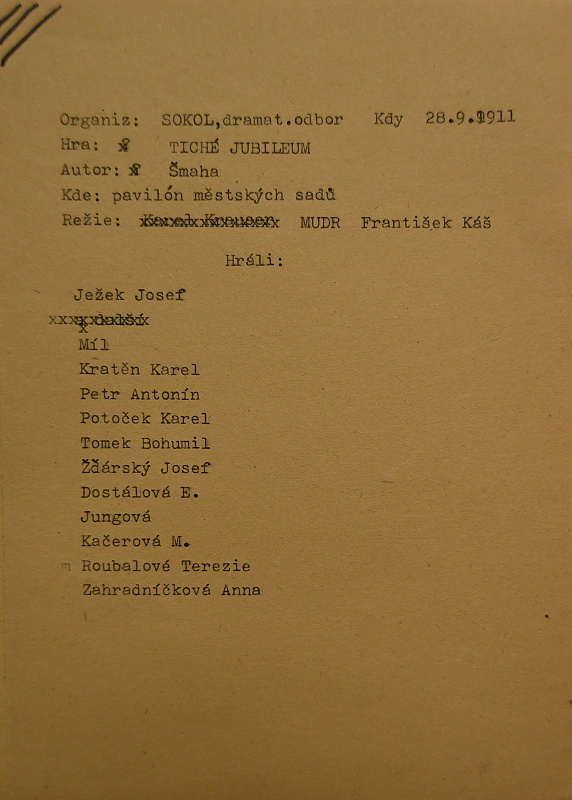 Organiz: SOKOL,dramat.odbor Kdy 28.9.1911
Hra: TICHÉ JUBILEUM
Autor: Šmaha
Kde: pavilón městských sadů
Režie: MUDR František Káš
Hráli:
Ježek Josef
Míl
Kratěn Karel
Petr Antonín
Potoček Karel
Tomek Bohumil
Žďárský Josef
Dostálová E.
Jungová
Kačerová M.
m Roubalové Terezie
Zahradníčková Anna